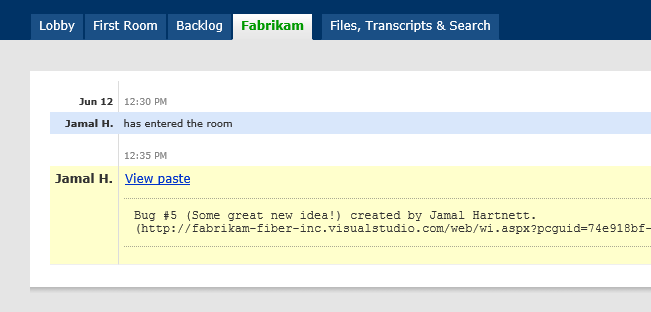 Lobby First Room Backlog Fabrikam Files, Transcripts & Search
Jun 12 12:30 PM
Jamal H. has entered the room
12:35 PM
Jamal H. View paste
Bug #5 (Some great new idea!) created by Jamal Hartnett.
(http://fabrikam-fiber-inc.visualstudio.com/web/wi.aspx?pcguid=74e918bf-